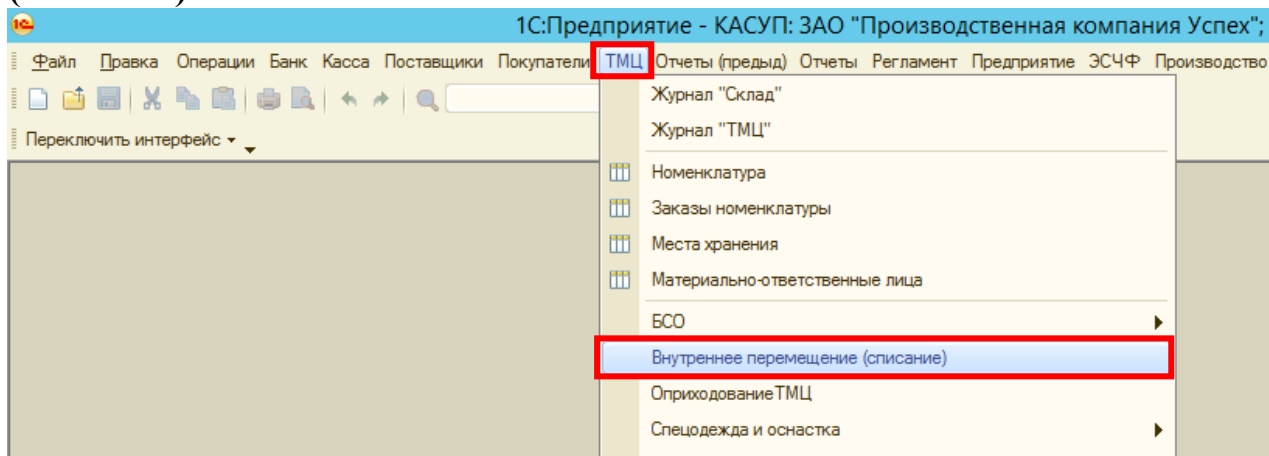 1С:Предприятие - КАСУП: ЗАО "Производственная компания Успех";
Файл Правка Операции Банк Касса Поставщики Покупатели ТМЦ Отчеты (предыд) Отчеты Регламент Предприятие ЭСЧФ Производство
Журнал "Склад"
Переключить интерфейс
Журнал "ТМЦ"
Номенклатура
Заказы номенклатуры
Места хранения
Материально-ответственные лица
БСО
Внутреннее перемещение (списание)
Оприходование ТМЦ
Спецодежда и оснастка